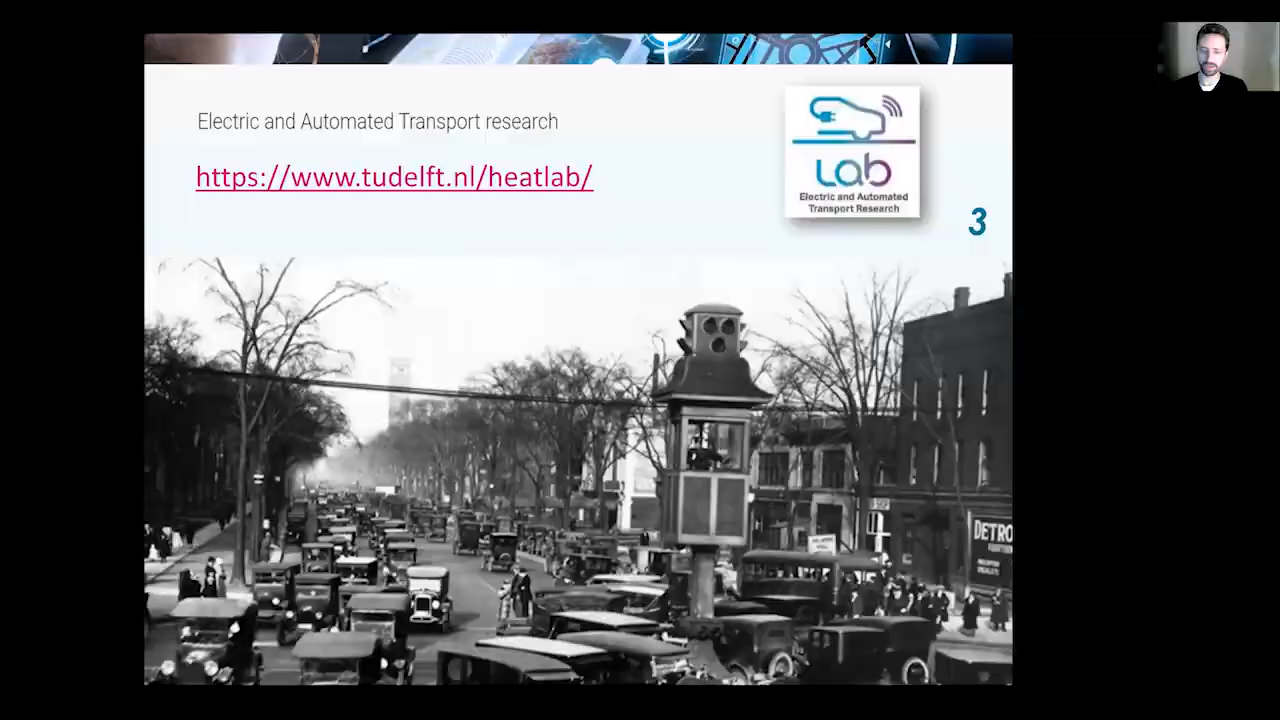 Electric and Automated Transport research
https://www.tudelft.nl/heatlab/
Lab
Electric and Automated
Transport Research
3
DETRO